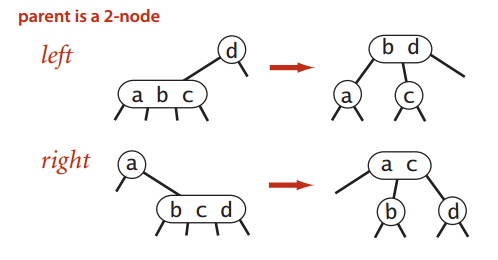 parent is a 2-node
left
d
a b c
b d
a
c
right
a
b c d
a c
b
d